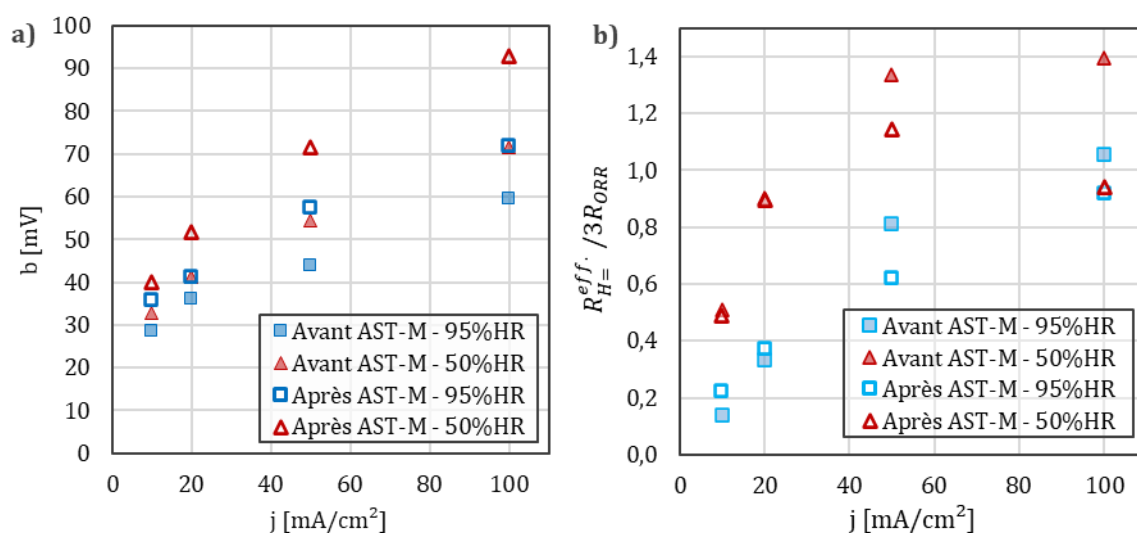 a)
100
90
80
70
60
50
40
30
20
10
0
b [mV]
0 20 40 60 80 100
j [mA/cm²]
Avant AST-M - 95%HR
Avant AST-M - 50%HR
Après AST-M - 95%HR
Après AST-M - 50%HR
b)
1,4
1,2
1,0
0,8
0,6
0,4
0,2
0,0
R_{H=}^{eff.}/3R_{ORR}
0 20 40 60 80 100
j [mA/cm²]
Avant AST-M - 95%HR
Avant AST-M - 50%HR
Après AST-M - 95%HR
Après AST-M - 50%HR